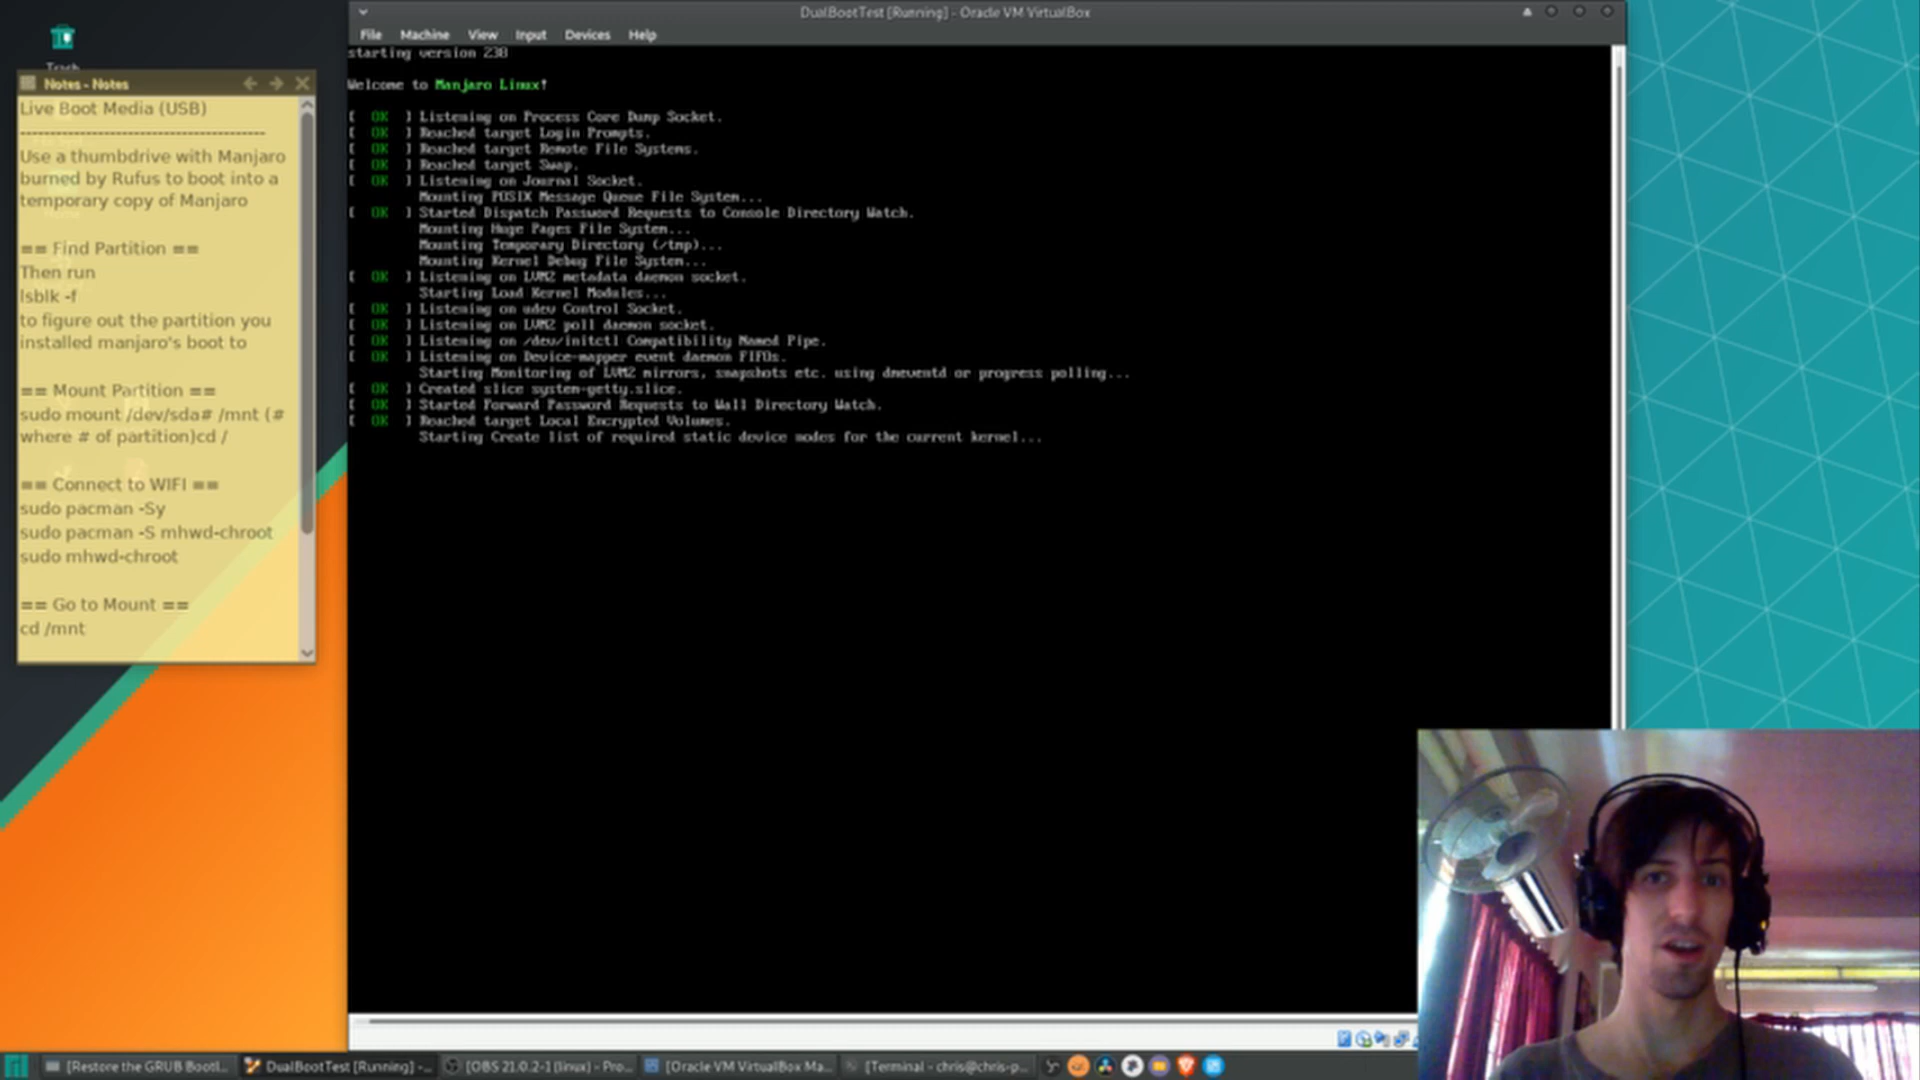 DualBootTest [Running] - Oracle VM VirtualBox
File Machine View Input Devices Help
Trash
Notes - Notes
Live Boot Media (USB)
----------------------------------------
Use a thumbdrive with Manjaro
burned by Rufus to boot into a
temporary copy of Manjaro
== Find Partition ==
Then run
lsblk -f
to figure out the partition you
installed manjaro's boot to
== Mount Partition ==
sudo mount /dev/sda# /mnt (#
where # of partition)cd /
== Connect to WIFI ==
sudo pacman -Sy
sudo pacman -S mhwd-chroot
sudo mhwd-chroot
== Go to Mount ==
cd /mnt
starting version 238
Welcome to Manjaro Linux!
[ OK ] Listening on Process Core Dump Socket.
[ OK ] Reached target Login Prompts.
[ OK ] Reached target Remote File Systems.
[ OK ] Reached target Swap.
[ OK ] Listening on Journal Socket.
Mounting POSIX Message Queue File System...
[ OK ] Started Dispatch Password Requests to Console Directory Watch.
Mounting Huge Pages File System...
Mounting Temporary Directory (/tmp)...
Mounting Kernel Debug File System...
[ OK ] Listening on LVM2 metadata daemon socket.
Starting Load Kernel Modules...
[ OK ] Listening on udev Control Socket.
[ OK ] Listening on LVM2 poll daemon socket.
[ OK ] Listening on /dev/initctl Compatibility Named Pipe.
[ OK ] Listening on Device-mapper event daemon FIFOs.
Starting Monitoring of LVM2 mirrors, snapshots etc. using dmeventd or progress polling...
[ OK ] Created slice system-getty.slice.
[ OK ] Started Forward Password Requests to Wall Directory Watch.
[ OK ] Reached target Local Encrypted Volumes.
Starting Create list of required static device nodes for the current kernel...
[Restore the GRUB Bootl... DualBootTest [Running] -... [OBS 21.0.2-1 (linux) - Pro... [Oracle VM VirtualBox Ma... [Terminal - chris@chris-p...